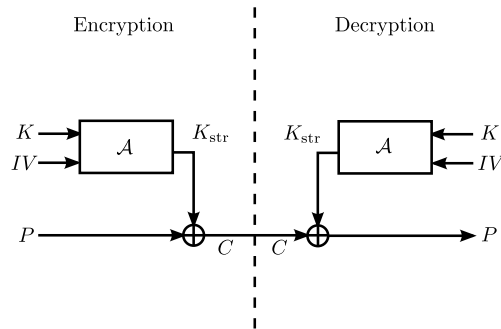 Encryption Decryption
K 𝒜 K_str K_str 𝒜 K
IV IV
P C C P